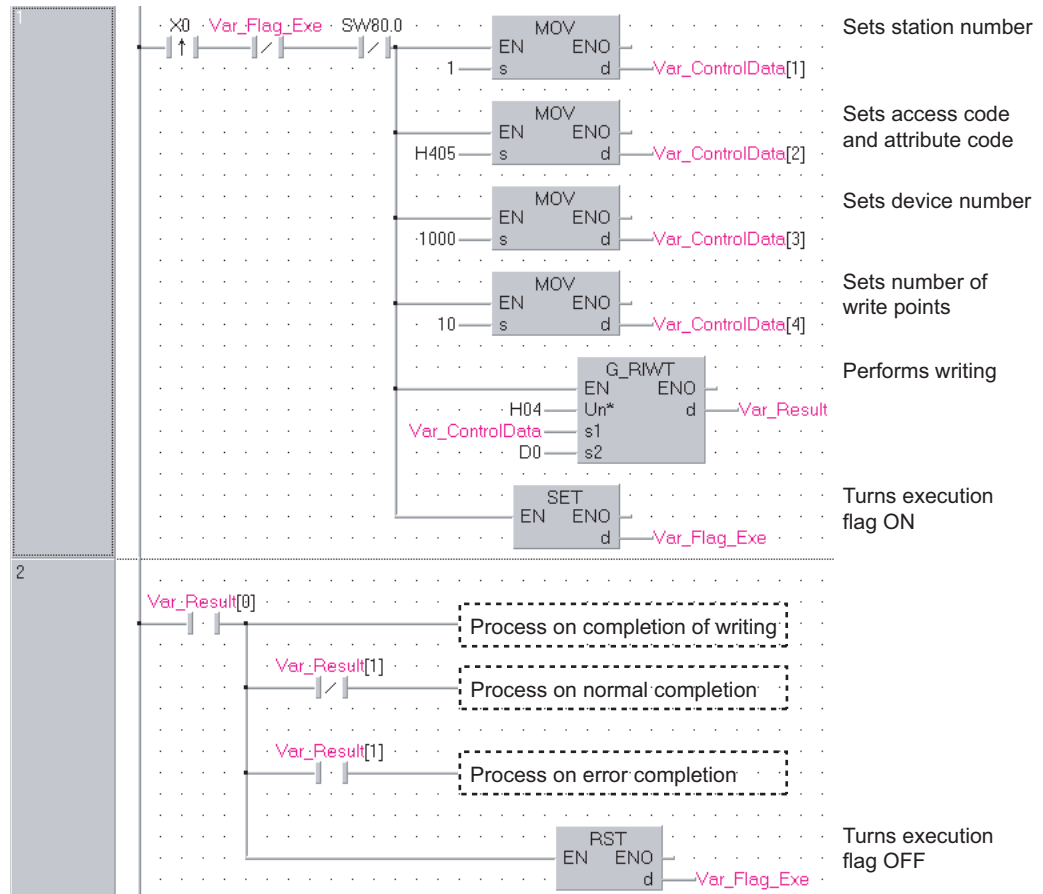 1
X0 Var_Flag_Exe SW80.0
MOV
EN ENO
1 s d Var_ControlData[1]
Sets station number
MOV
EN ENO
H405 s d Var_ControlData[2]
Sets access code
and attribute code
MOV
EN ENO
1000 s d Var_ControlData[3]
Sets device number
MOV
EN ENO
10 s d Var_ControlData[4]
Sets number of
write points
G_RIWT
EN ENO
H04 Un* d Var_Result
Var_ControlData s1
D0 s2
Performs writing
SET
EN ENO
d Var_Flag_Exe
Turns execution
flag ON
2
Var_Result[0]
Process on completion of writing
Var_Result[1]
Process on normal completion
Var_Result[1]
Process on error completion
RST
EN ENO
d Var_Flag_Exe
Turns execution
flag OFF